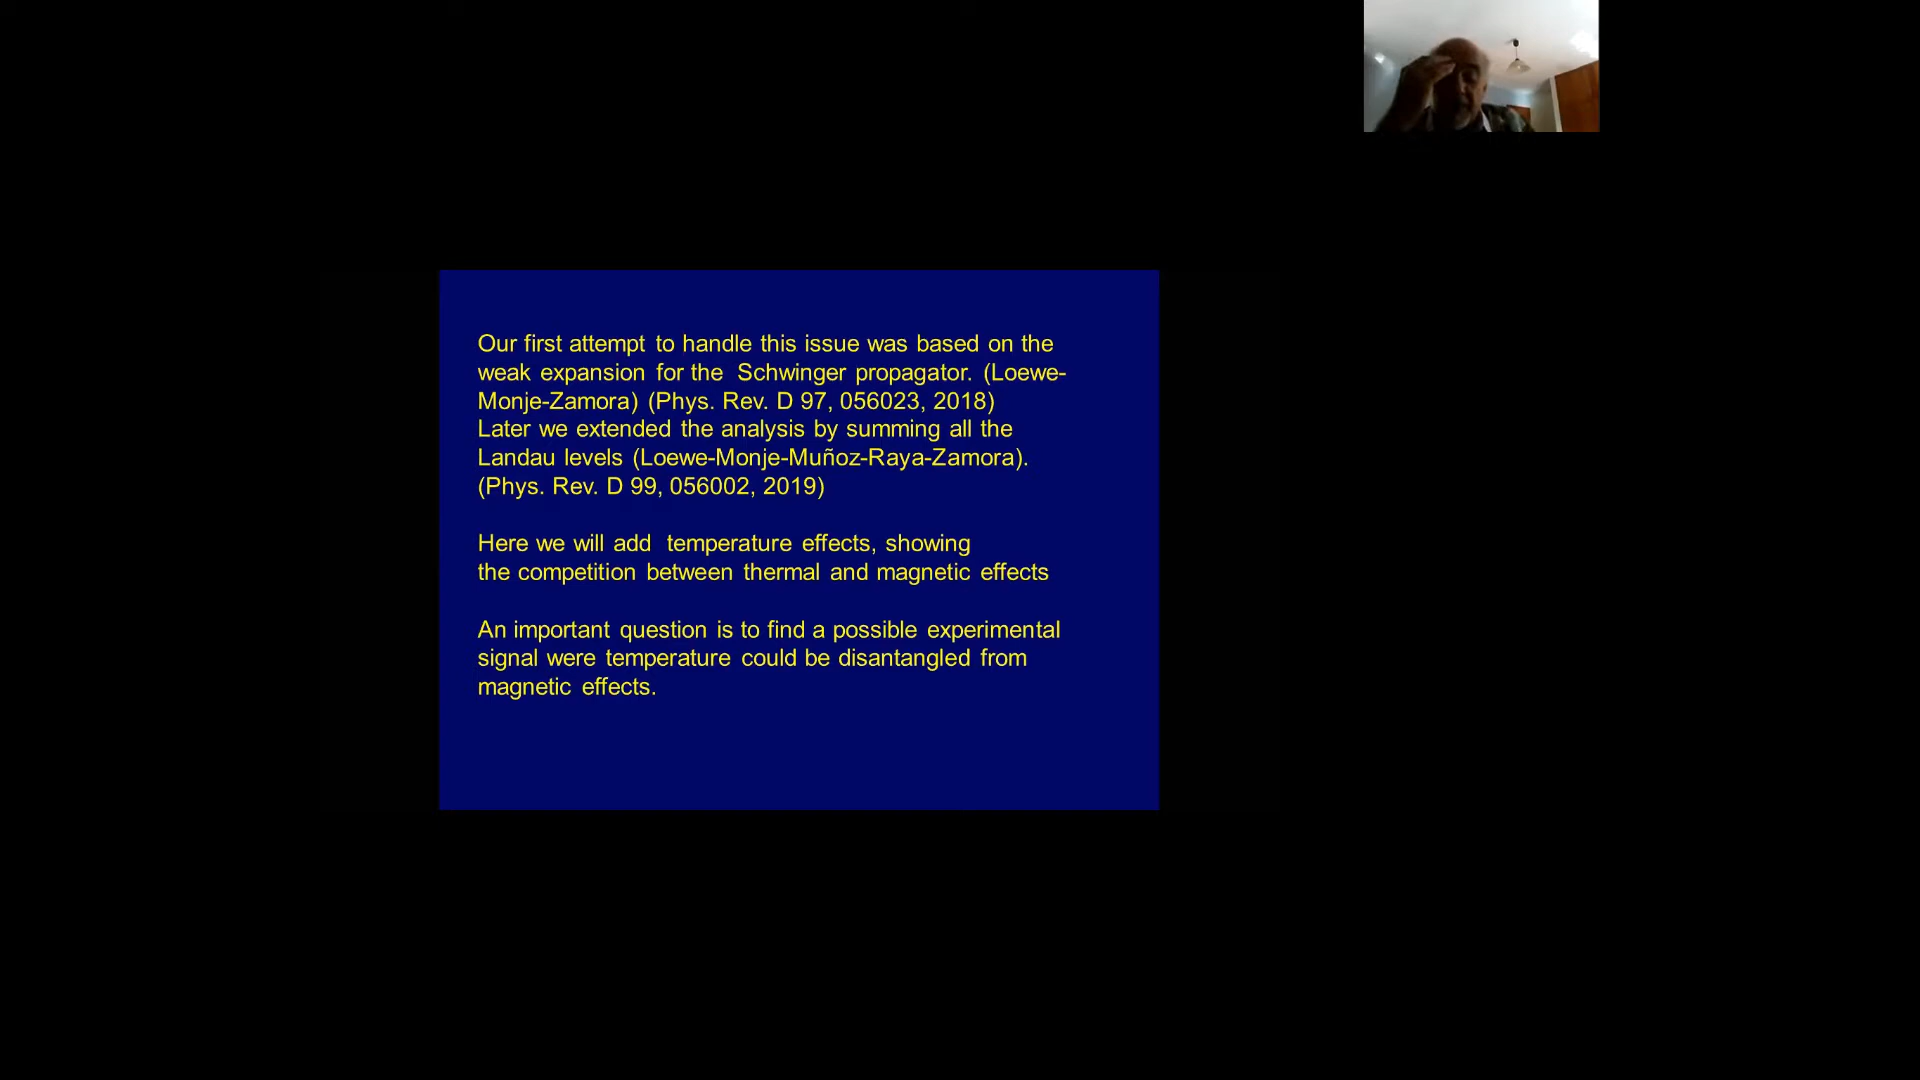 Our first attempt to handle this issue was based on the
weak expansion for the Schwinger propagator. (Loewe-
Monje-Zamora) (Phys. Rev. D 97, 056023, 2018)
Later we extended the analysis by summing all the
Landau levels (Loewe-Monje-Muñoz-Raya-Zamora).
(Phys. Rev. D 99, 056002, 2019)
Here we will add temperature effects, showing
the competition between thermal and magnetic effects
An important question is to find a possible experimental
signal were temperature could be disantangled from
magnetic effects.